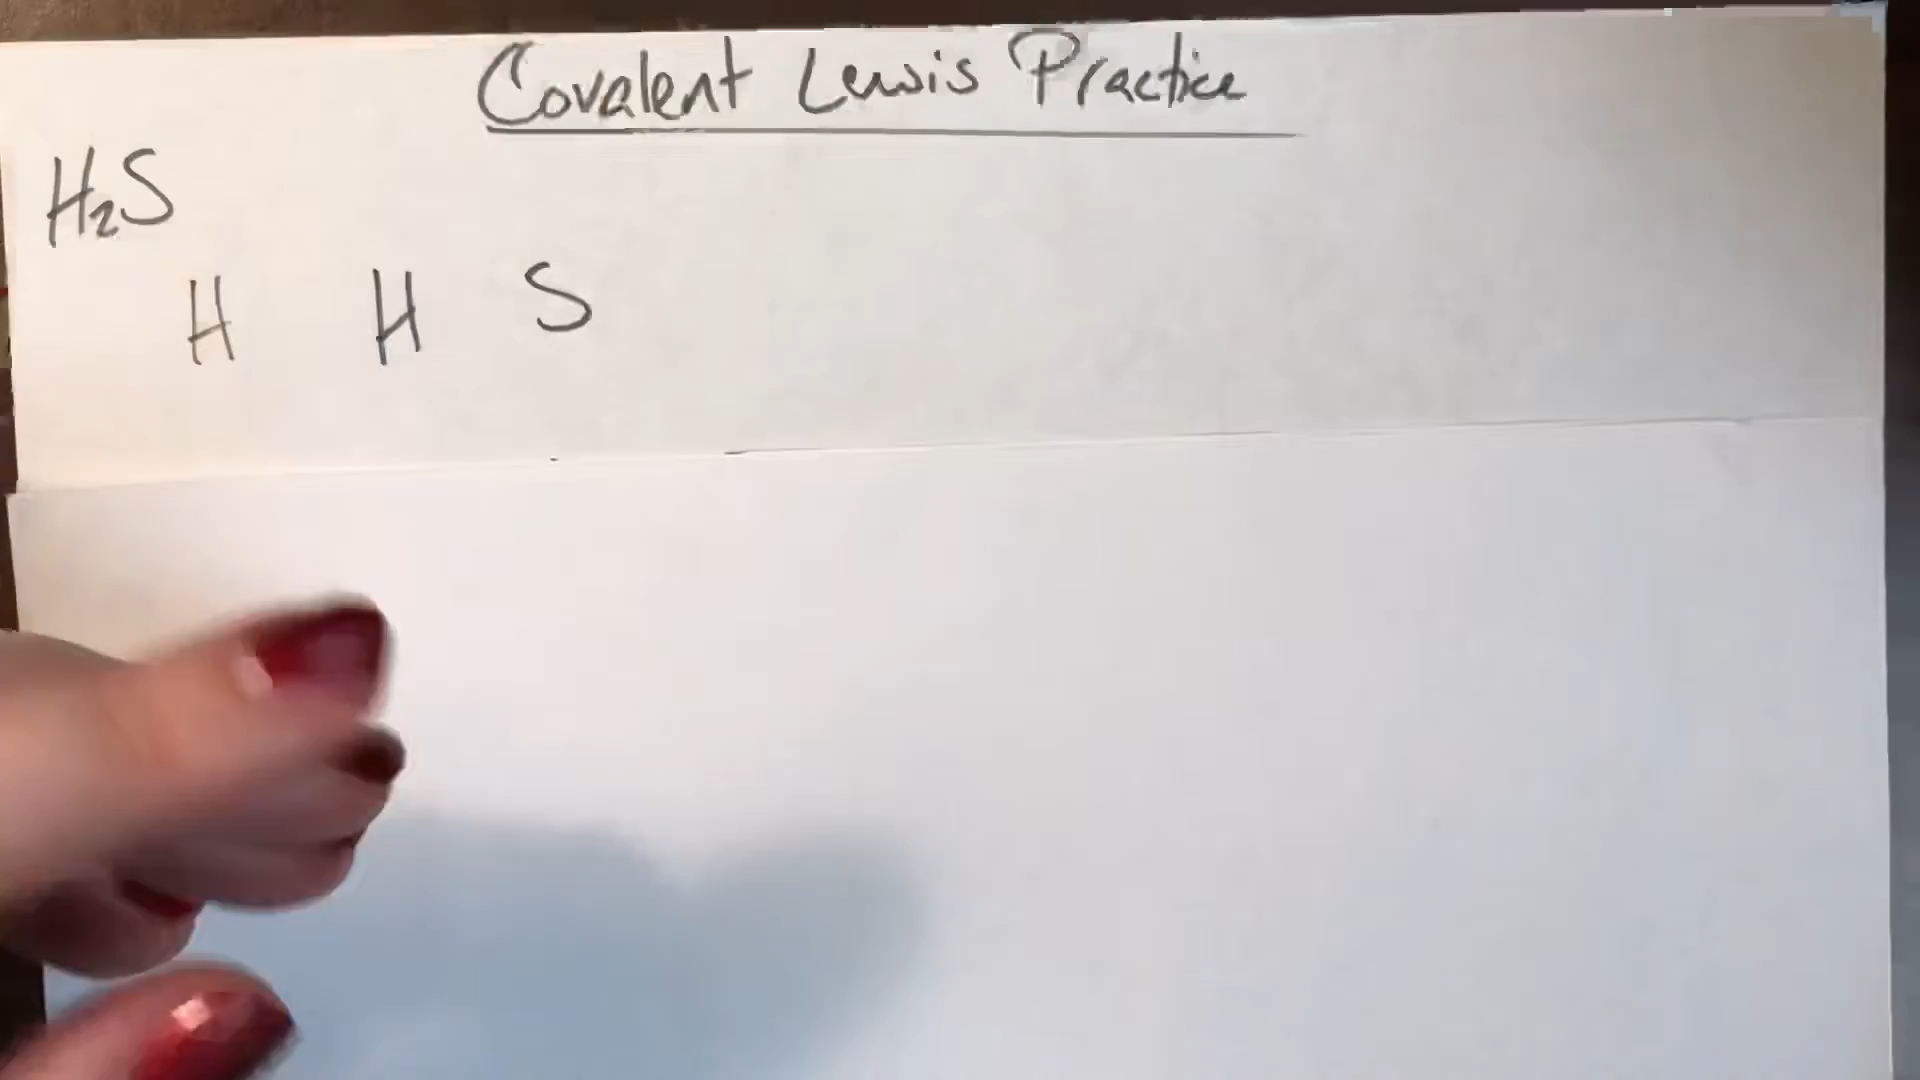 Covalent Lewis Practice
H₂S
H H S